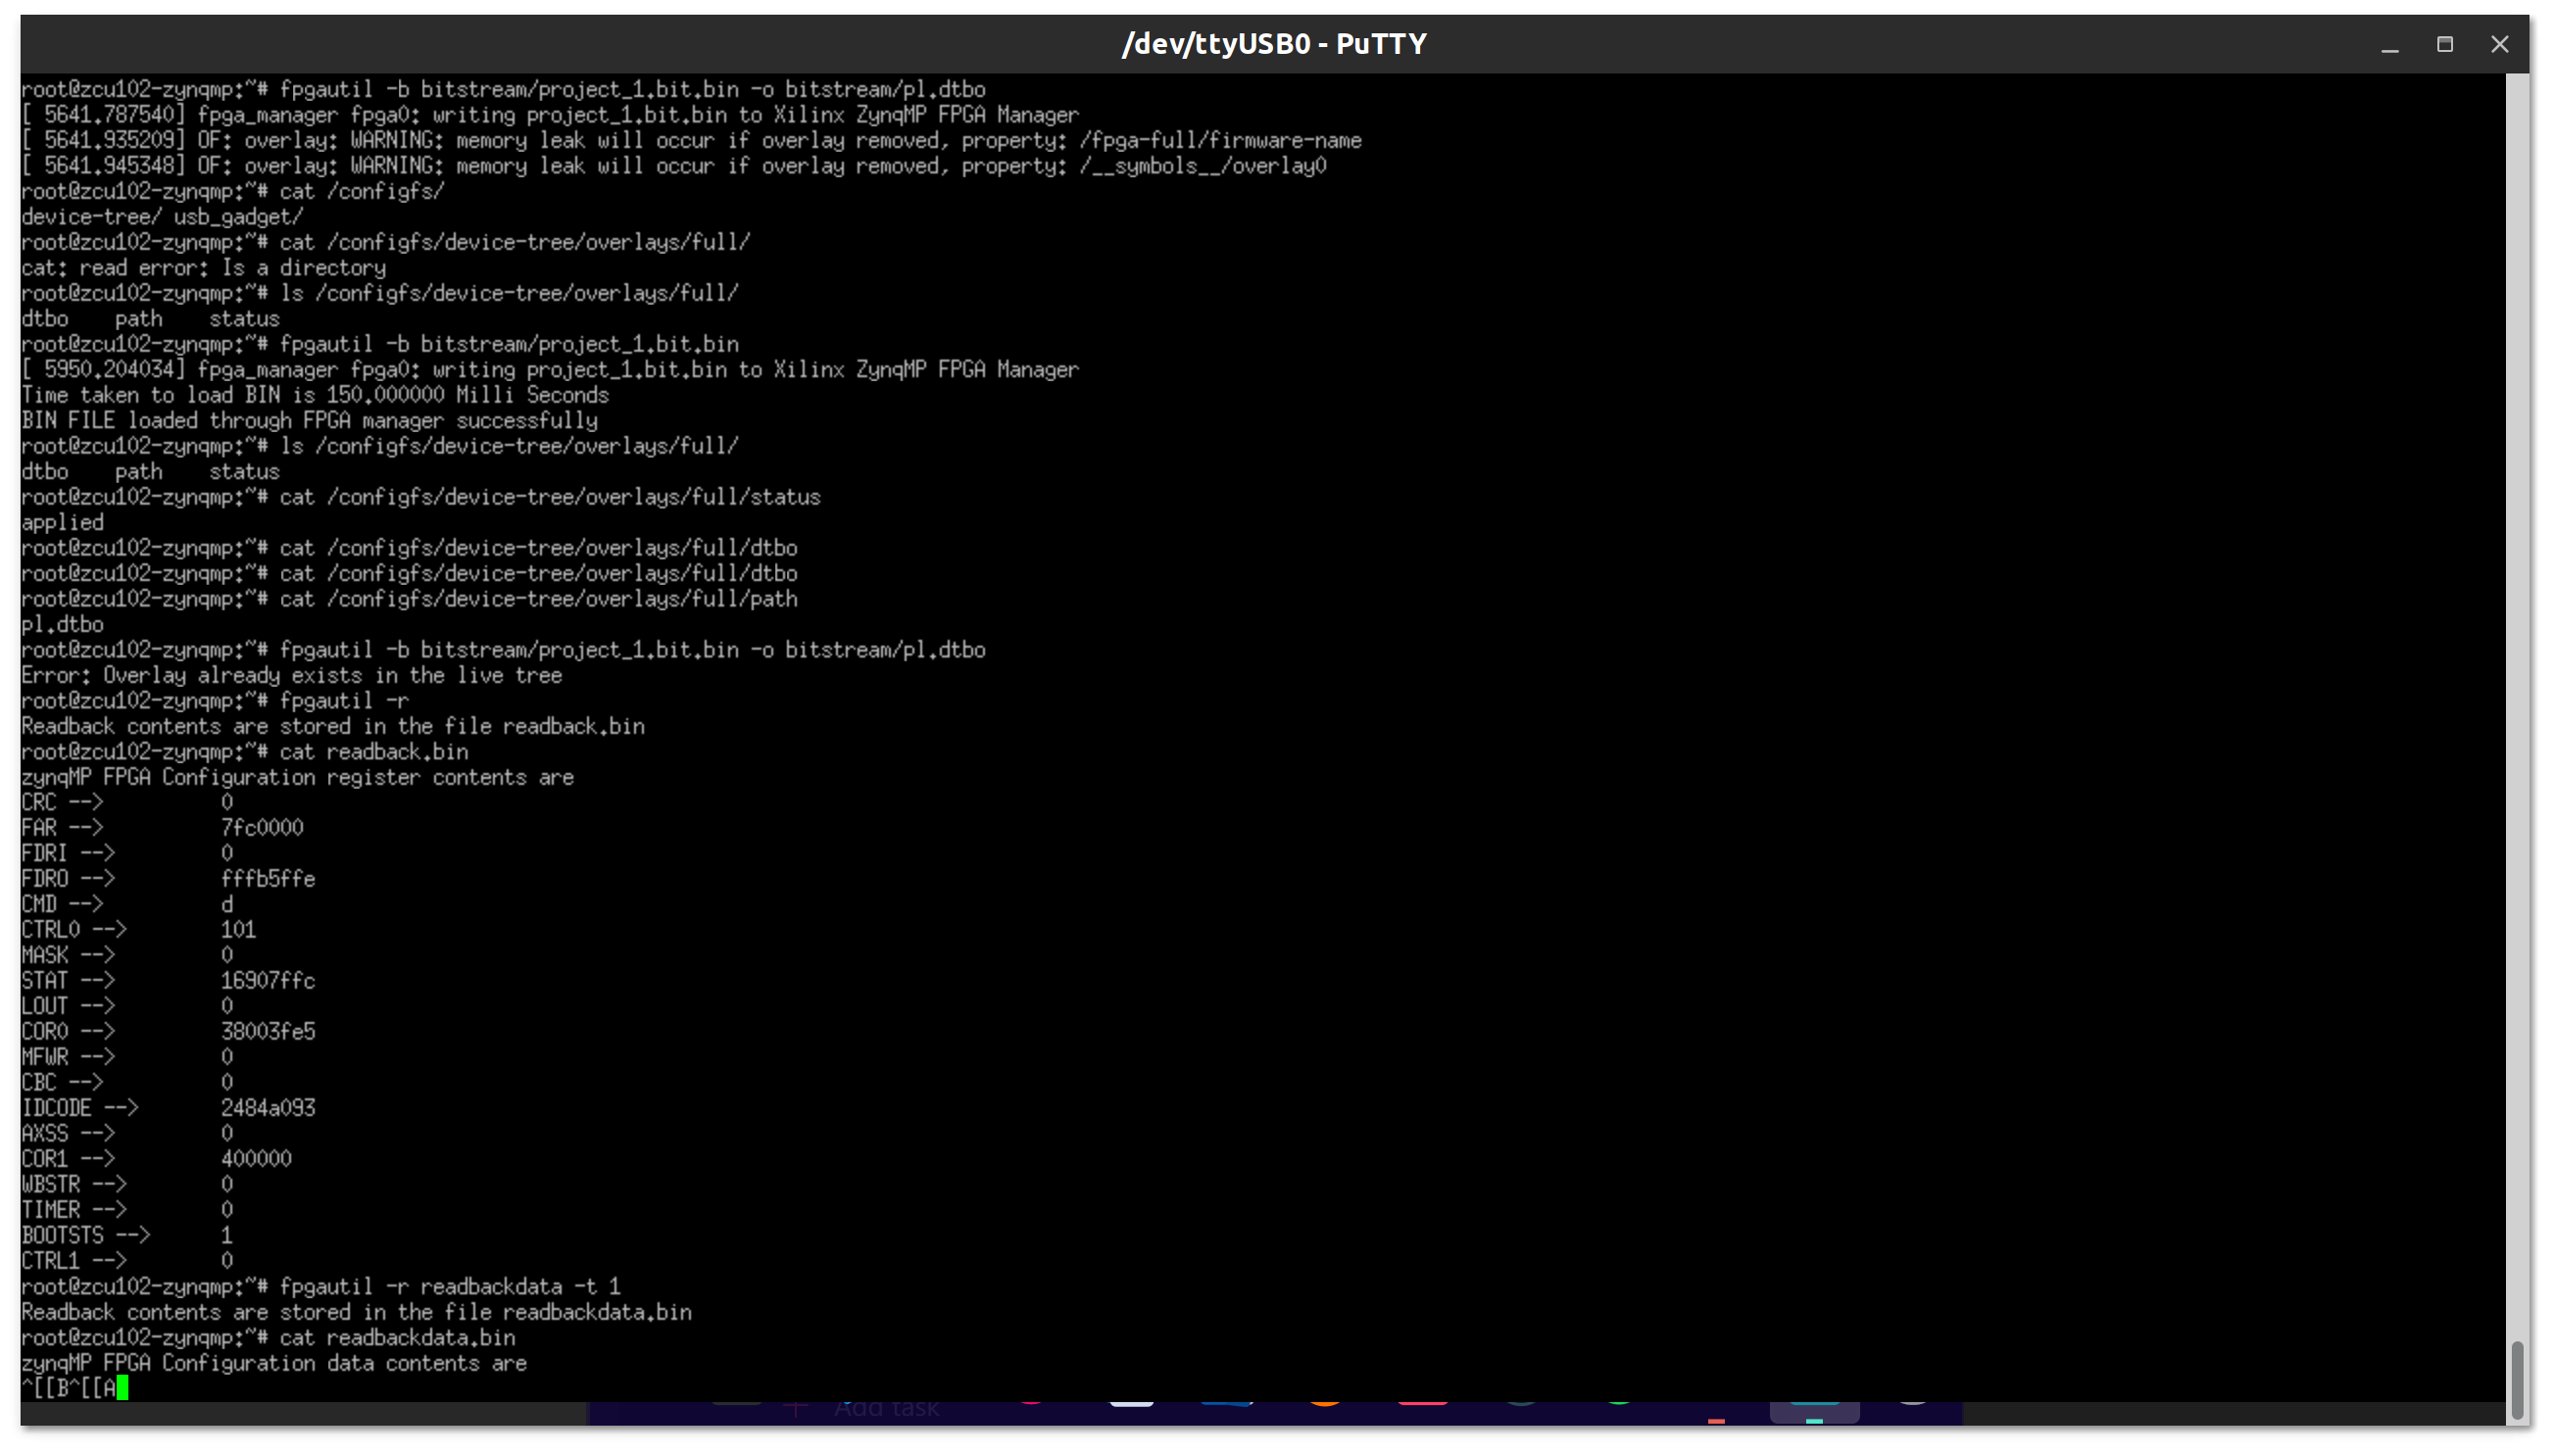 /dev/ttyUSB0 - PuTTY
root@zcu102-zynqmp:~# fpgautil -b bitstream/project_1.bit.bin -o bitstream/pl.dtbo
[ 5641.787540] fpga_manager fpga0: writing project_1.bit.bin to Xilinx ZynqMP FPGA Manager
[ 5641.935209] OF: overlay: WARNING: memory leak will occur if overlay removed, property: /fpga-full/firmware-name
[ 5641.945348] OF: overlay: WARNING: memory leak will occur if overlay removed, property: /__symbols__/overlay0
root@zcu102-zynqmp:~# cat /configfs/
device-tree/ usb_gadget/
root@zcu102-zynqmp:~# cat /configfs/device-tree/overlays/full/
cat: read error: Is a directory
root@zcu102-zynqmp:~# ls /configfs/device-tree/overlays/full/
dtbo    path    status
root@zcu102-zynqmp:~# fpgautil -b bitstream/project_1.bit.bin
[ 5950.204034] fpga_manager fpga0: writing project_1.bit.bin to Xilinx ZynqMP FPGA Manager
Time taken to load BIN is 150.000000 Milli Seconds
BIN FILE loaded through FPGA manager successfully
root@zcu102-zynqmp:~# ls /configfs/device-tree/overlays/full/
dtbo    path    status
root@zcu102-zynqmp:~# cat /configfs/device-tree/overlays/full/status
applied
root@zcu102-zynqmp:~# cat /configfs/device-tree/overlays/full/dtbo
root@zcu102-zynqmp:~# cat /configfs/device-tree/overlays/full/dtbo
root@zcu102-zynqmp:~# cat /configfs/device-tree/overlays/full/path
pl.dtbo
root@zcu102-zynqmp:~# fpgautil -b bitstream/project_1.bit.bin -o bitstream/pl.dtbo
Error: Overlay already exists in the live tree
root@zcu102-zynqmp:~# fpgautil -r
Readback contents are stored in the file readback.bin
root@zcu102-zynqmp:~# cat readback.bin
zynqMP FPGA Configuration register contents are
CRC -->          0
FAR -->          7fc0000
FDRI -->         0
FDRO -->         fffb5ffe
CMD -->          d
CTRL0 -->        101
MASK -->         0
STAT -->         16907ffc
LOUT -->         0
COR0 -->         38003fe5
MFWR -->         0
CBC -->          0
IDCODE -->       2484a093
AXSS -->         0
COR1 -->         400000
WBSTR -->        0
TIMER -->        0
BOOTSTS -->      1
CTRL1 -->        0
root@zcu102-zynqmp:~# fpgautil -r readbackdata -t 1
Readback contents are stored in the file readbackdata.bin
root@zcu102-zynqmp:~# cat readbackdata.bin
zynqMP FPGA Configuration data contents are
^[[B^[[A
Add task